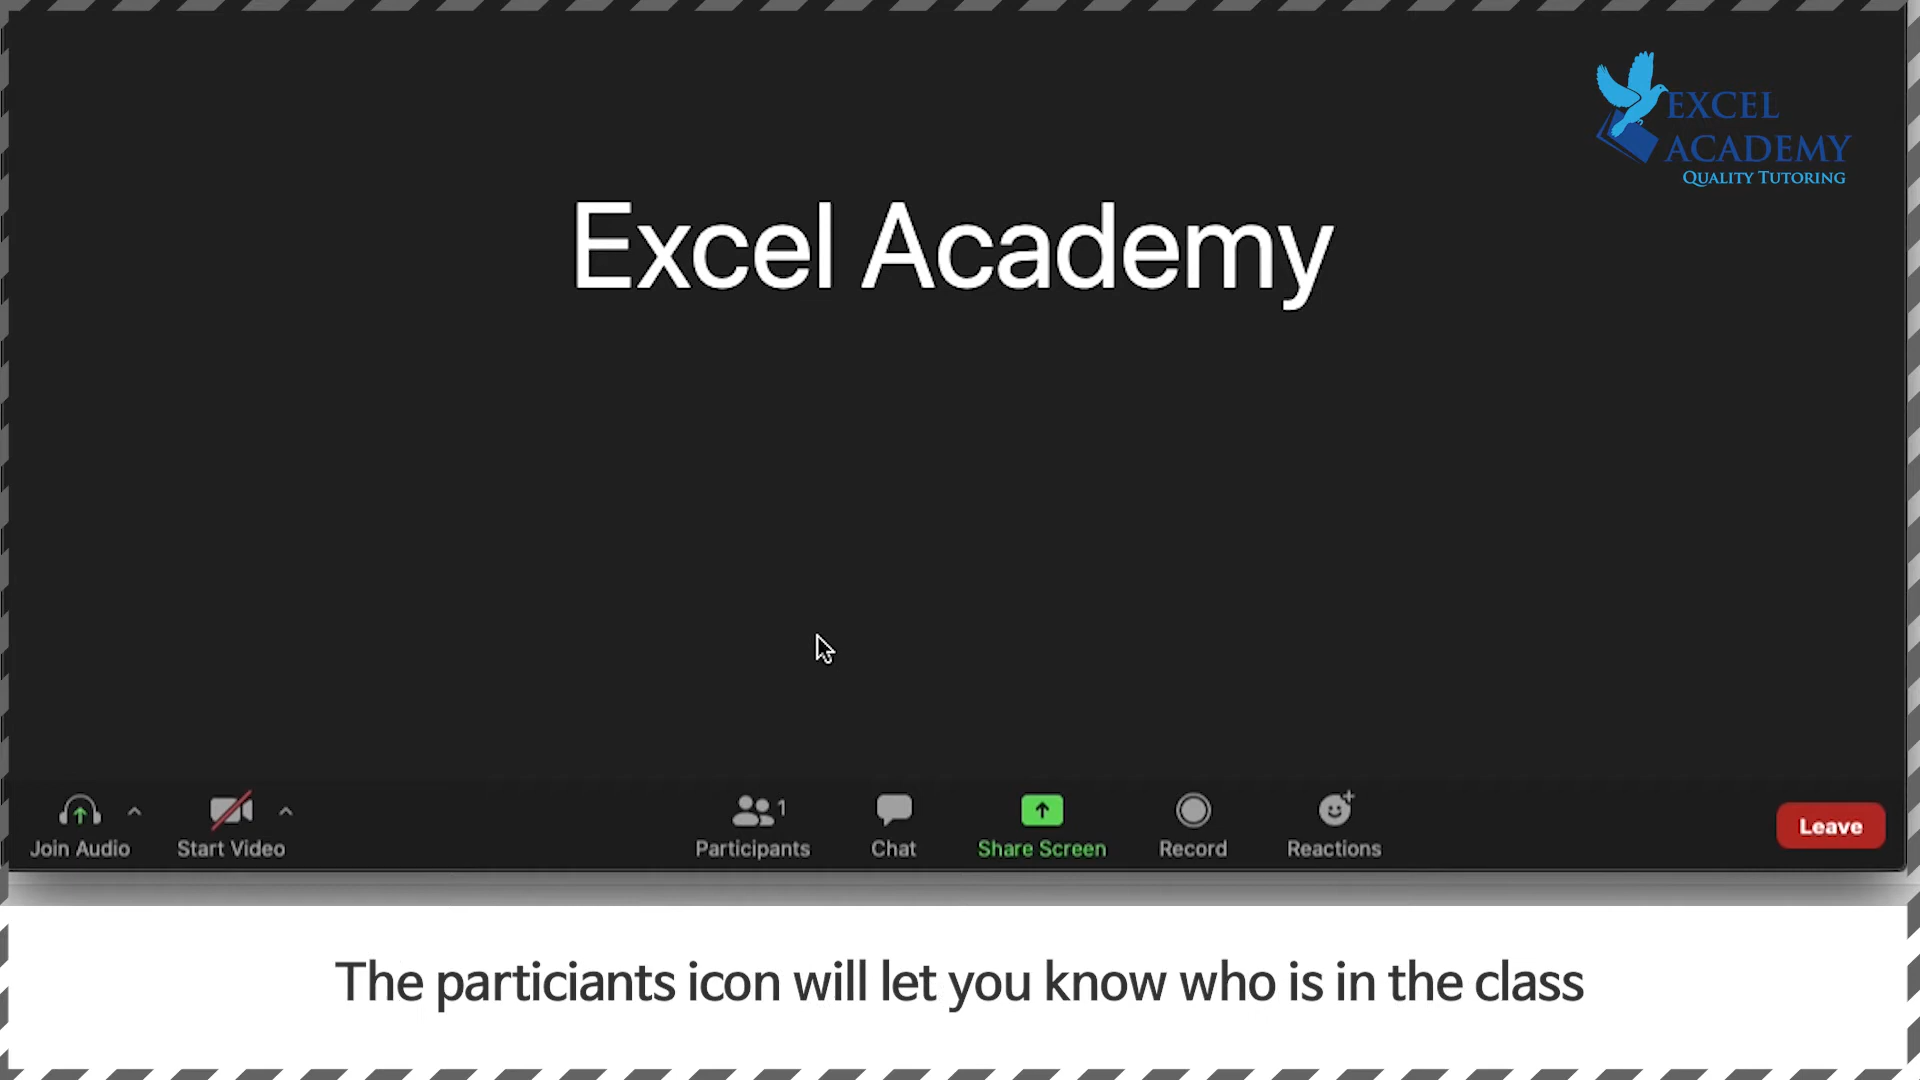 EXCEL
ACADEMY
QUALITY TUTORING
Excel Academy
1
Join Audio
Start Video
Participants
Chat
Share Screen
Record
Reactions
Leave
The particiants icon will let you know who is in the class